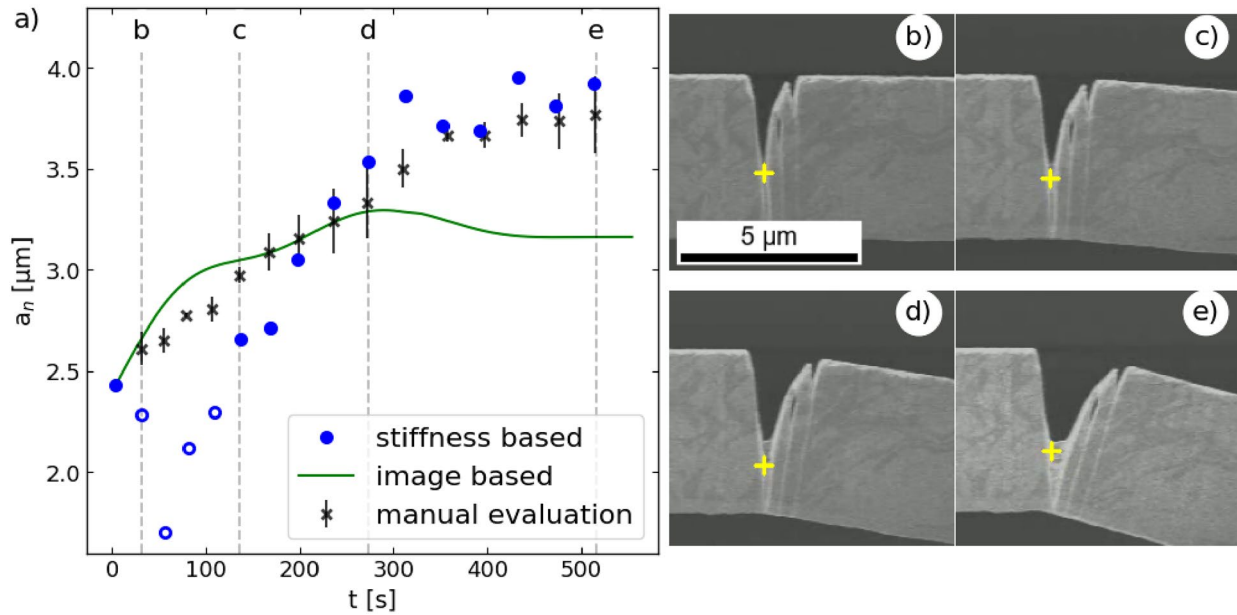 a)
b c d e
4.0
3.5
3.0
2.5
2.0
aₙ [µm]
stiffness based
image based
manual evaluation
0 100 200 300 400 500
t [s]
b)
c)
5 µm
d)
e)